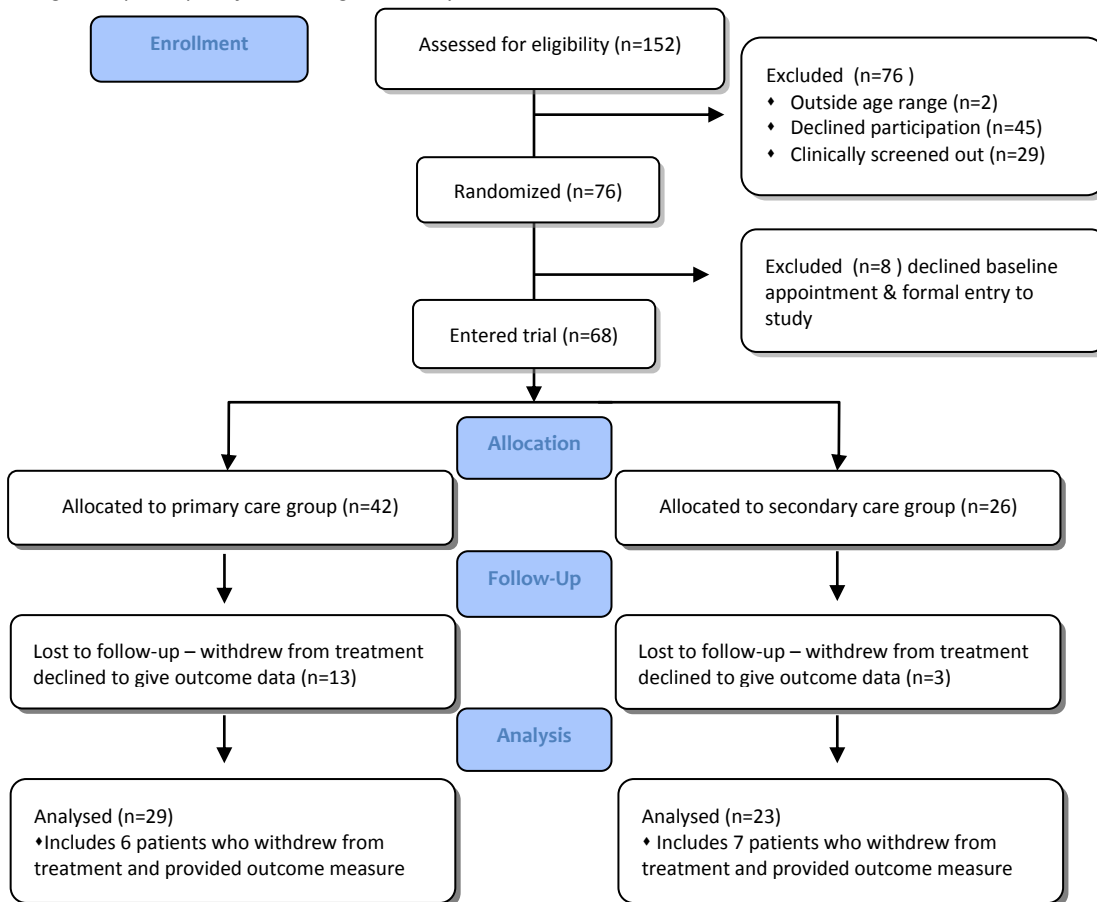 Enrollment
Assessed for eligibility (n=152)
Excluded (n=76 )
♦ Outside age range (n=2)
♦ Declined participation (n=45)
♦ Clinically screened out (n=29)
Randomized (n=76)
Excluded (n=8 ) declined baseline
appointment & formal entry to
study
Entered trial (n=68)
Allocation
Allocated to primary care group (n=42)
Allocated to secondary care group (n=26)
Follow-Up
Lost to follow-up – withdrew from treatment
declined to give outcome data (n=13)
Lost to follow-up – withdrew from treatment
declined to give outcome data (n=3)
Analysis
Analysed (n=29)
♦Includes 6 patients who withdrew from
treatment and provided outcome measure
Analysed (n=23)
♦ Includes 7 patients who withdrew from
treatment and provided outcome measure